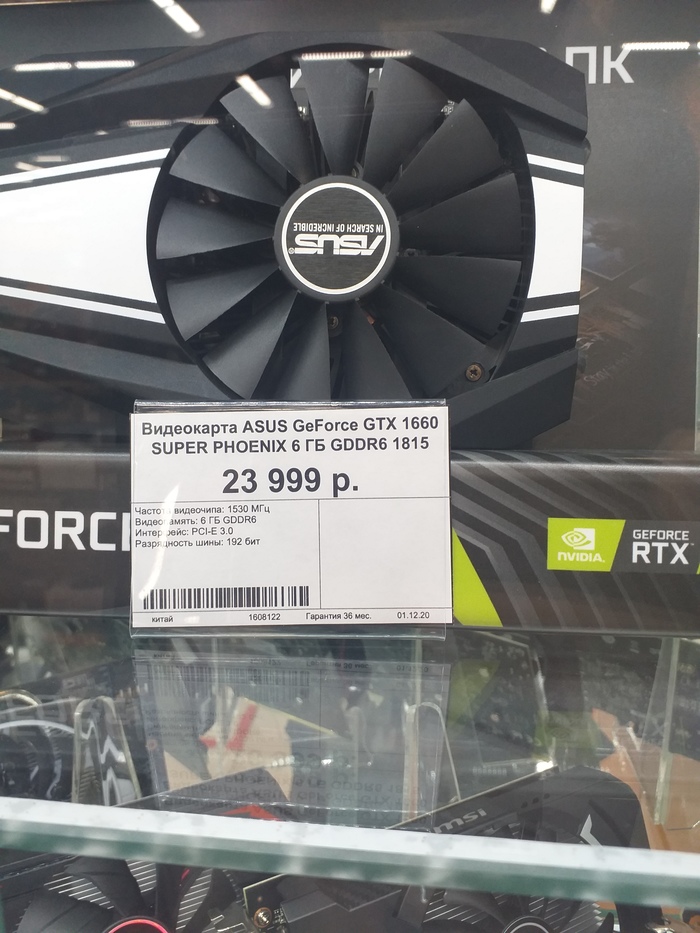 ПК
ASUS
IN SEARCH OF INCREDIBLE
Видеокарта ASUS GeForce GTX 1660
SUPER PHOENIX 6 ГБ GDDR6 1815
23 999 р.
Частота видеочипа: 1530 МГц
Видеопамять: 6 ГБ GDDR6
Интерфейс: PCI-E 3.0
Разрядность шины: 192 бит
китай 1608122 Гарантия 36 мес. 01.12.20
FORC
NVIDIA.
GEFORCE
RTX™
msi